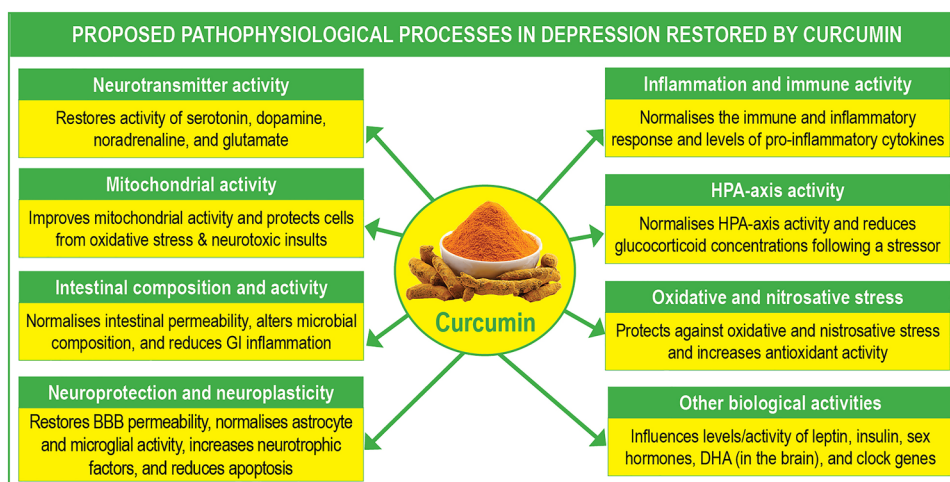 PROPOSED PATHOPHYSIOLOGICAL PROCESSES IN DEPRESSION RESTORED BY CURCUMIN
Neurotransmitter activity
Restores activity of serotonin, dopamine,
noradrenaline, and glutamate
Mitochondrial activity
Improves mitochondrial activity and protects cells
from oxidative stress & neurotoxic insults
Intestinal composition and activity
Normalises intestinal permeability, alters microbial
composition, and reduces GI inflammation
Neuroprotection and neuroplasticity
Restores BBB permeability, normalises astrocyte
and microglial activity, increases neurotrophic
factors, and reduces apoptosis
Curcumin
Inflammation and immune activity
Normalises the immune and inflammatory
response and levels of pro-inflammatory cytokines
HPA-axis activity
Normalises HPA-axis activity and reduces
glucocorticoid concentrations following a stressor
Oxidative and nitrosative stress
Protects against oxidative and nistrosative stress
and increases antioxidant activity
Other biological activities
Influences levels/activity of leptin, insulin, sex
hormones, DHA (in the brain), and clock genes